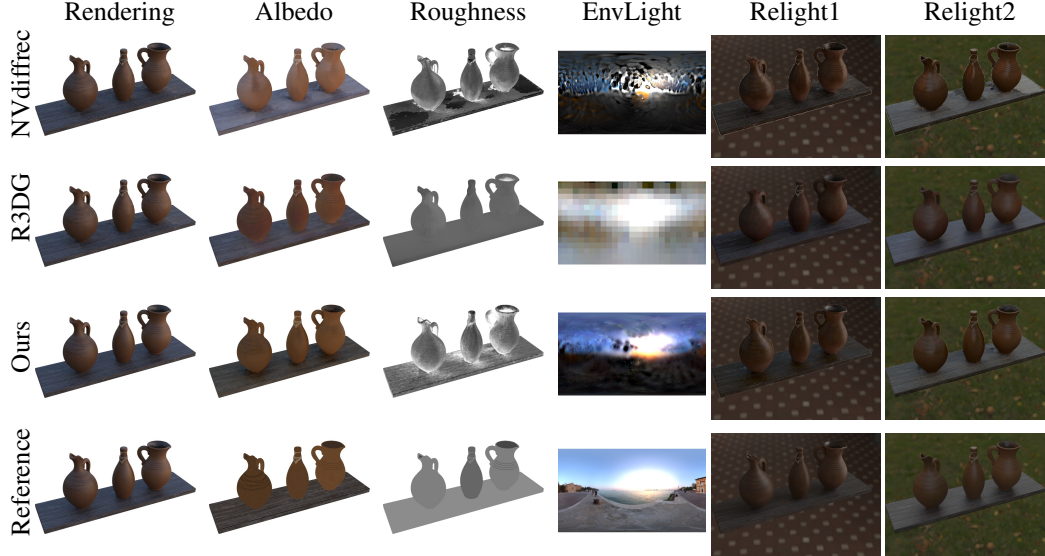 Rendering Albedo Roughness EnvLight Relight1 Relight2
NVdiffrec
R3DG
Ours
Reference